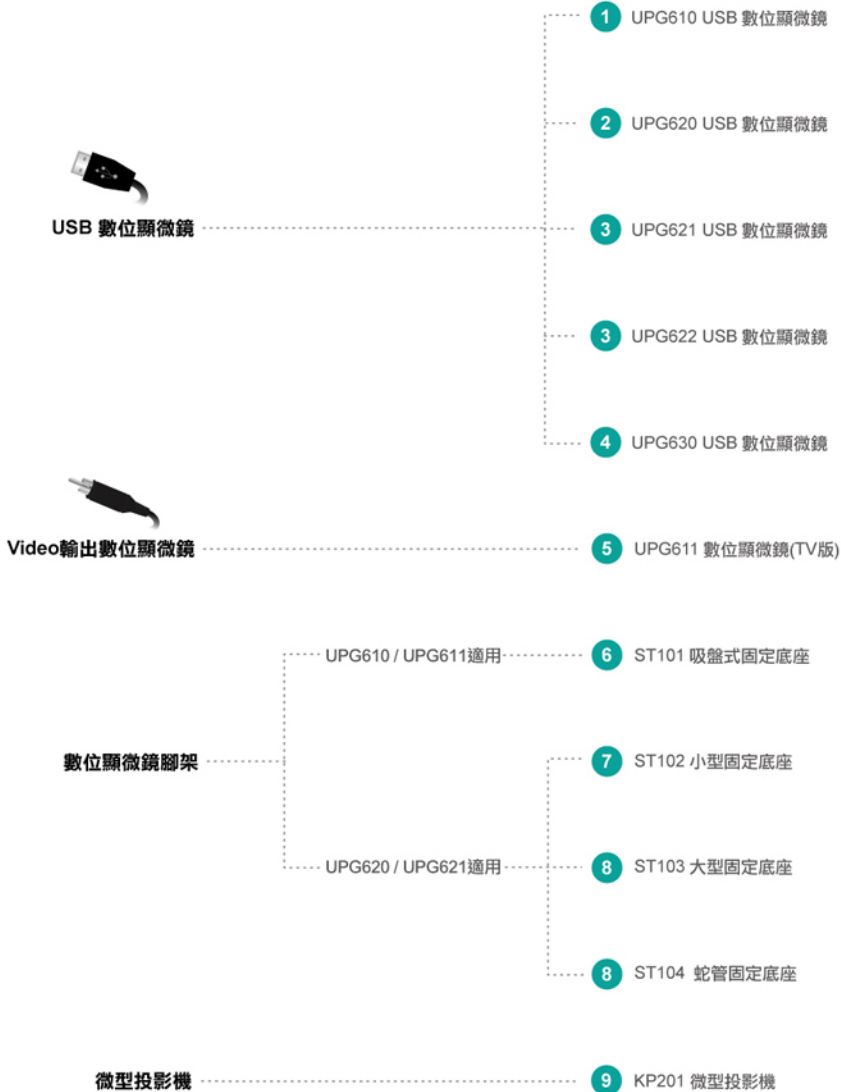 1 UPG610 USB 數位顯微鏡
2 UPG620 USB 數位顯微鏡
USB 數位顯微鏡
3 UPG621 USB 數位顯微鏡
3 UPG622 USB 數位顯微鏡
4 UPG630 USB 數位顯微鏡
Video輸出數位顯微鏡
5 UPG611 數位顯微鏡(TV版)
UPG610 / UPG611適用
6 ST101 吸盤式固定底座
數位顯微鏡腳架
7 ST102 小型固定底座
UPG620 / UPG621適用
8 ST103 大型固定底座
8 ST104 蛇管固定底座
微型投影機
9 KP201 微型投影機